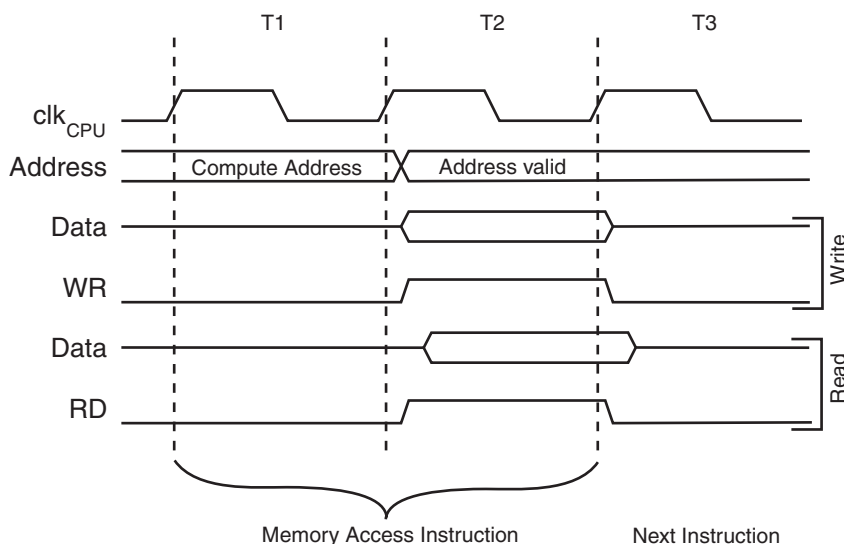 T1 T2 T3
clkCPU
Address Compute Address Address valid
Data
WR
Write
Data
RD
Read
Memory Access Instruction Next Instruction